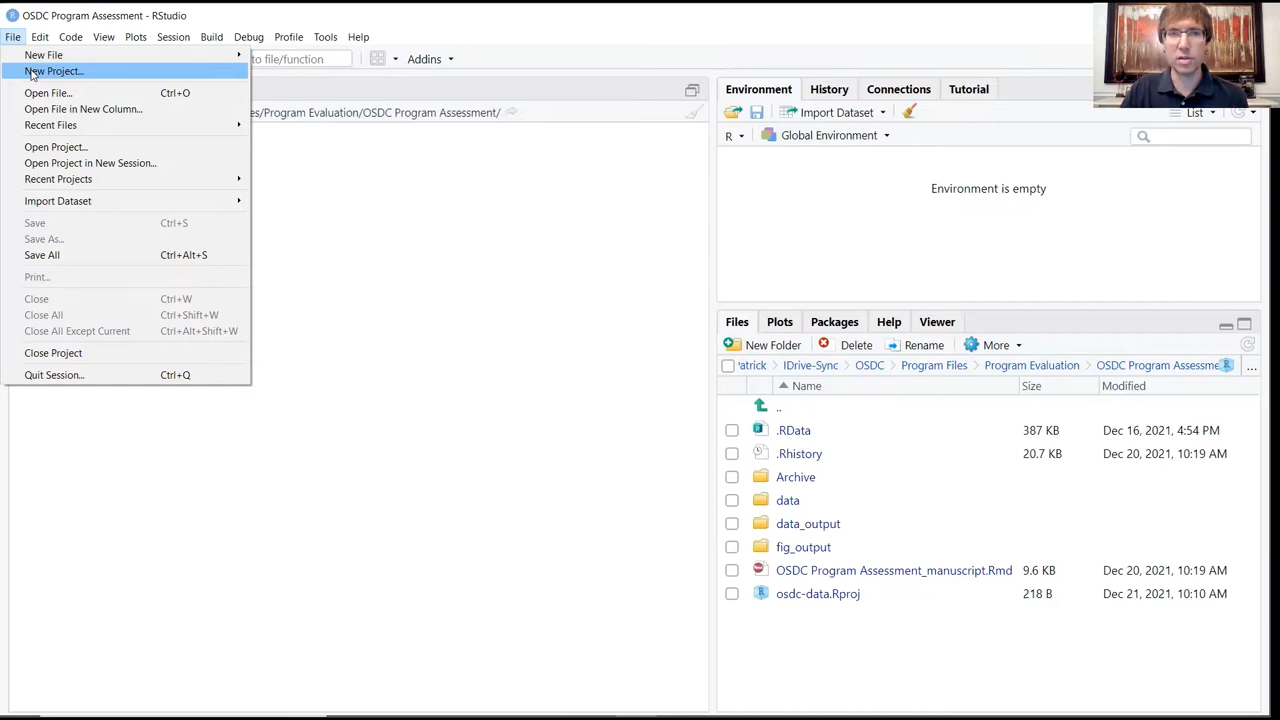 OSDC Program Assessment - RStudio
File Edit Code View Plots Session Build Debug Profile Tools Help
to file/function Addins
New File
New Project...
Open File... Ctrl+O
Open File in New Column...
Recent Files
Open Project...
Open Project in New Session...
Recent Projects
Import Dataset
Save Ctrl+S
Save As...
Save All Ctrl+Alt+S
Print...
Close Ctrl+W
Close All Ctrl+Shift+W
Close All Except Current Ctrl+Alt+Shift+W
Close Project
Quit Session... Ctrl+Q
es/Program Evaluation/OSDC Program Assessment/
Environment History Connections Tutorial
Import Dataset List
R Global Environment
Environment is empty
Files Plots Packages Help Viewer
New Folder Delete Rename More
atrick IDrive-Sync OSDC Program Files Program Evaluation OSDC Program Assessme ...
Name Size Modified
..
.RData 387 KB Dec 16, 2021, 4:54 PM
.Rhistory 20.7 KB Dec 20, 2021, 10:19 AM
Archive
data
data_output
fig_output
OSDC Program Assessment_manuscript.Rmd 9.6 KB Dec 20, 2021, 10:19 AM
osdc-data.Rproj 218 B Dec 21, 2021, 10:10 AM